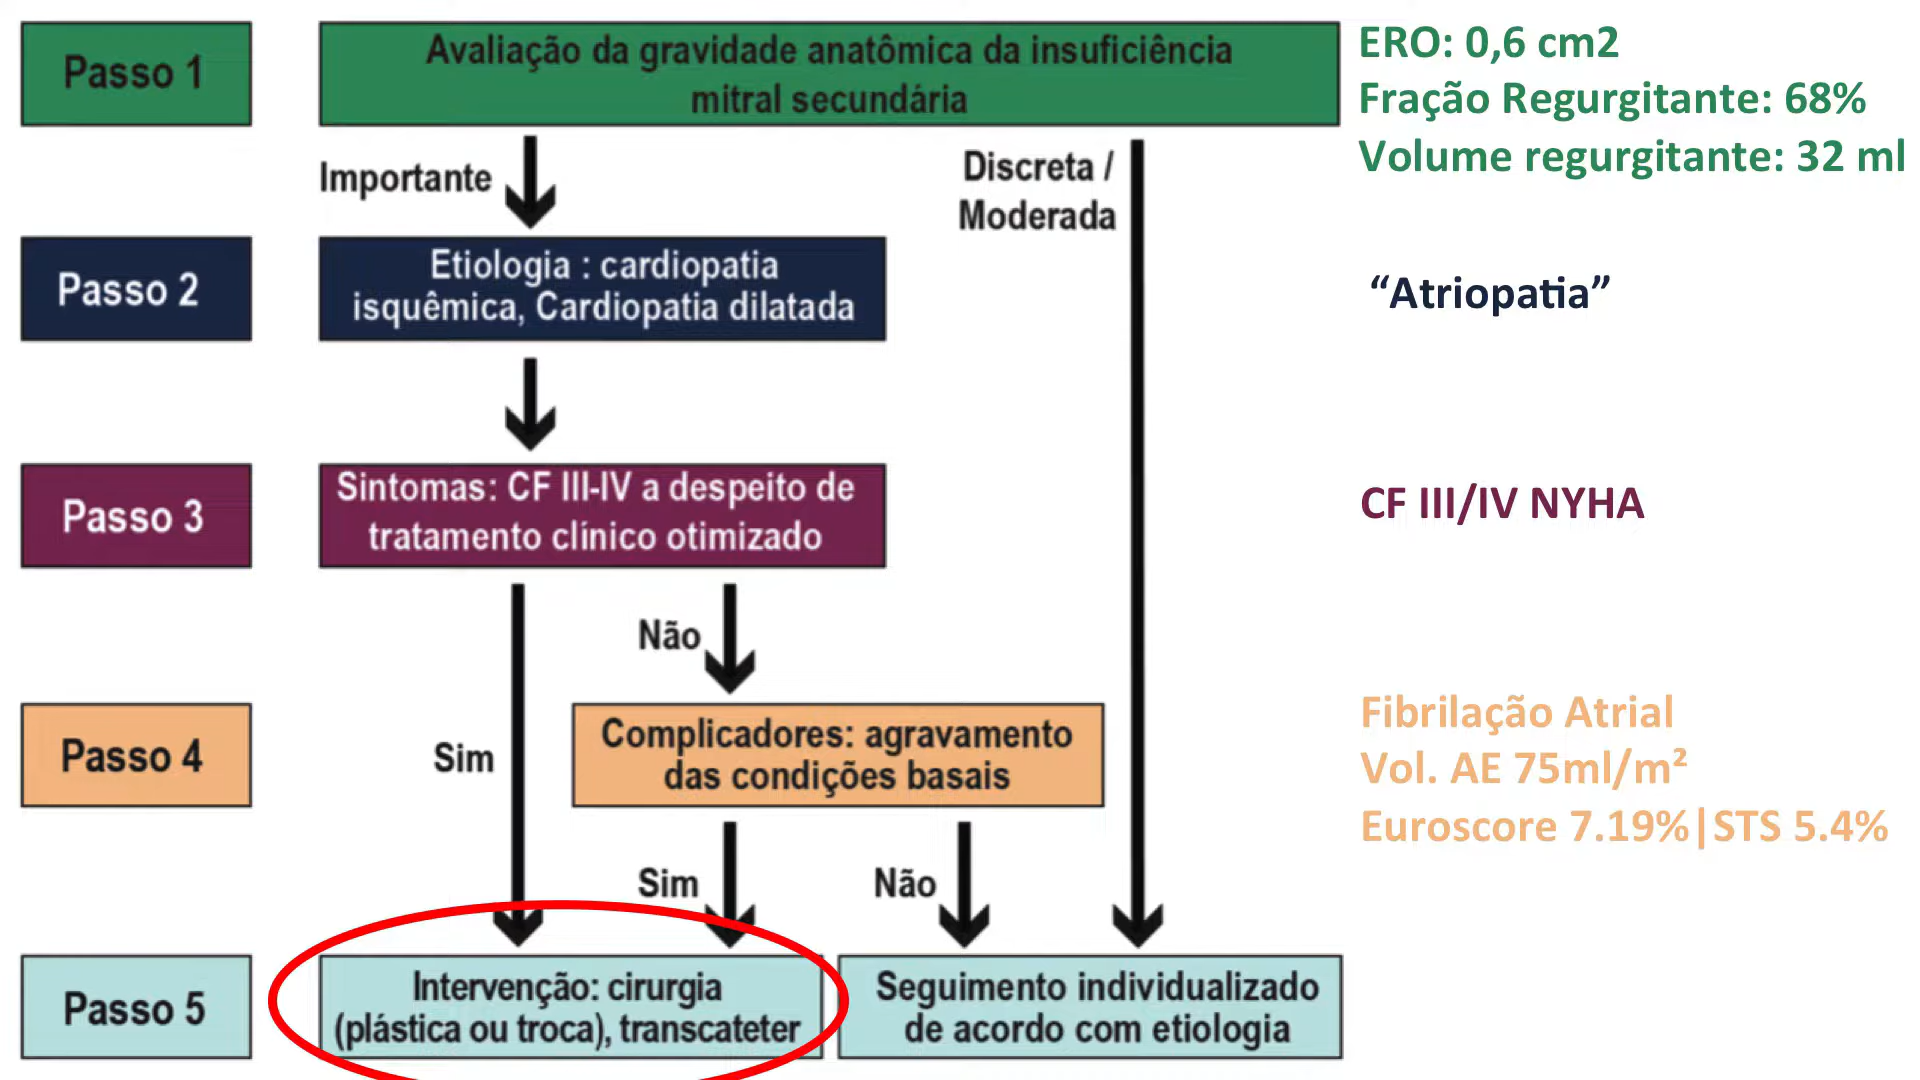 Passo 1
Avaliação da gravidade anatômica da insuficiência
mitral secundária
ERO: 0,6 cm2
Fração Regurgitante: 68%
Volume regurgitante: 32 ml
Importante
Discreta /
Moderada
Passo 2
Etiologia : cardiopatia
isquêmica, Cardiopatia dilatada
“Atriopatia”
Passo 3
Sintomas: CF III-IV a despeito de
tratamento clínico otimizado
CF III/IV NYHA
Não
Sim
Passo 4
Complicadores: agravamento
das condições basais
Fibrilação Atrial
Vol. AE 75ml/m²
Euroscore 7.19%|STS 5.4%
Sim
Não
Passo 5
Intervenção: cirurgia
(plástica ou troca), transcateter
Seguimento individualizado
de acordo com etiologia